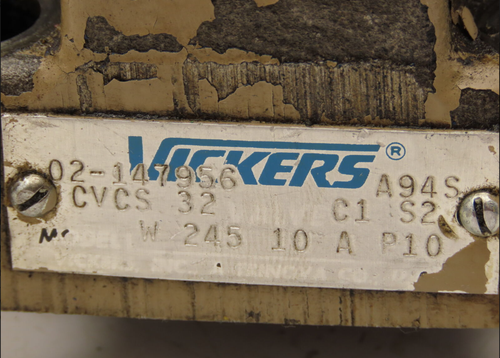 VICKERS®
02-147956 A94S
CVCS 32 C1 S2
W 245 10 A P10